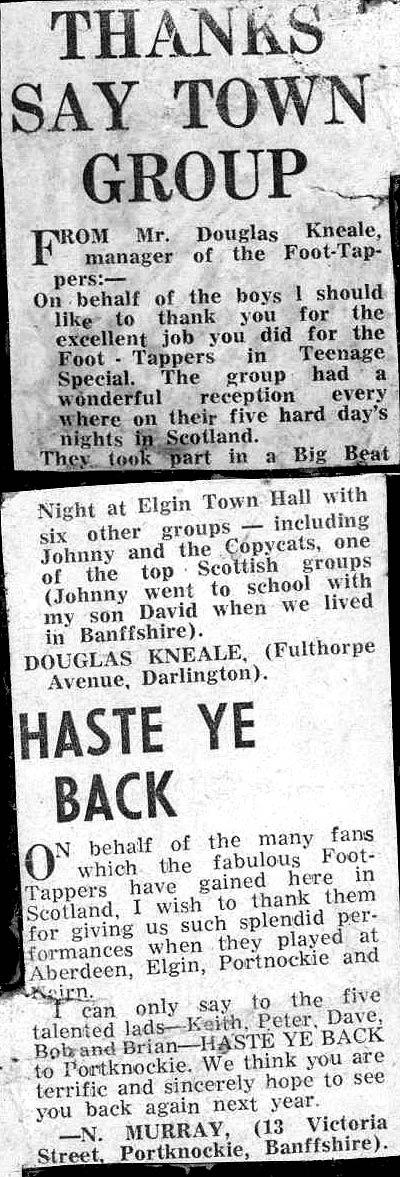 THANKS
SAY TOWN
GROUP
FROM Mr. Douglas Kneale,
manager of the Foot-Tap-
pers:—
On behalf of the boys I should
like to thank you for the
excellent job you did for the
Foot - Tappers in Teenage
Special. The group had a
wonderful reception every
where on their five hard day's
nights in Scotland.
They took part in a Big Beat
Night at Elgin Town Hall with
six other groups — including
Johnny and the Copycats, one
of the top Scottish groups
(Johnny went to school with
my son David when we lived
in Banffshire).
DOUGLAS KNEALE, (Fulthorpe
Avenue, Darlington).
HASTE YE
BACK
ON behalf of the many fans
which the fabulous Foot-
Tappers have gained here in
Scotland, I wish to thank them
for giving us such splendid per-
formances when they played at
Aberdeen, Elgin, Portnockie and
Nairn.
I can only say to the five
talented lads—Keith, Peter, Dave,
Bob and Brian—HASTE YE BACK
to Portknockie. We think you are
terrific and sincerely hope to see
you back again next year.
—N. MURRAY, (13 Victoria
Street, Portknockie, Banffshire).